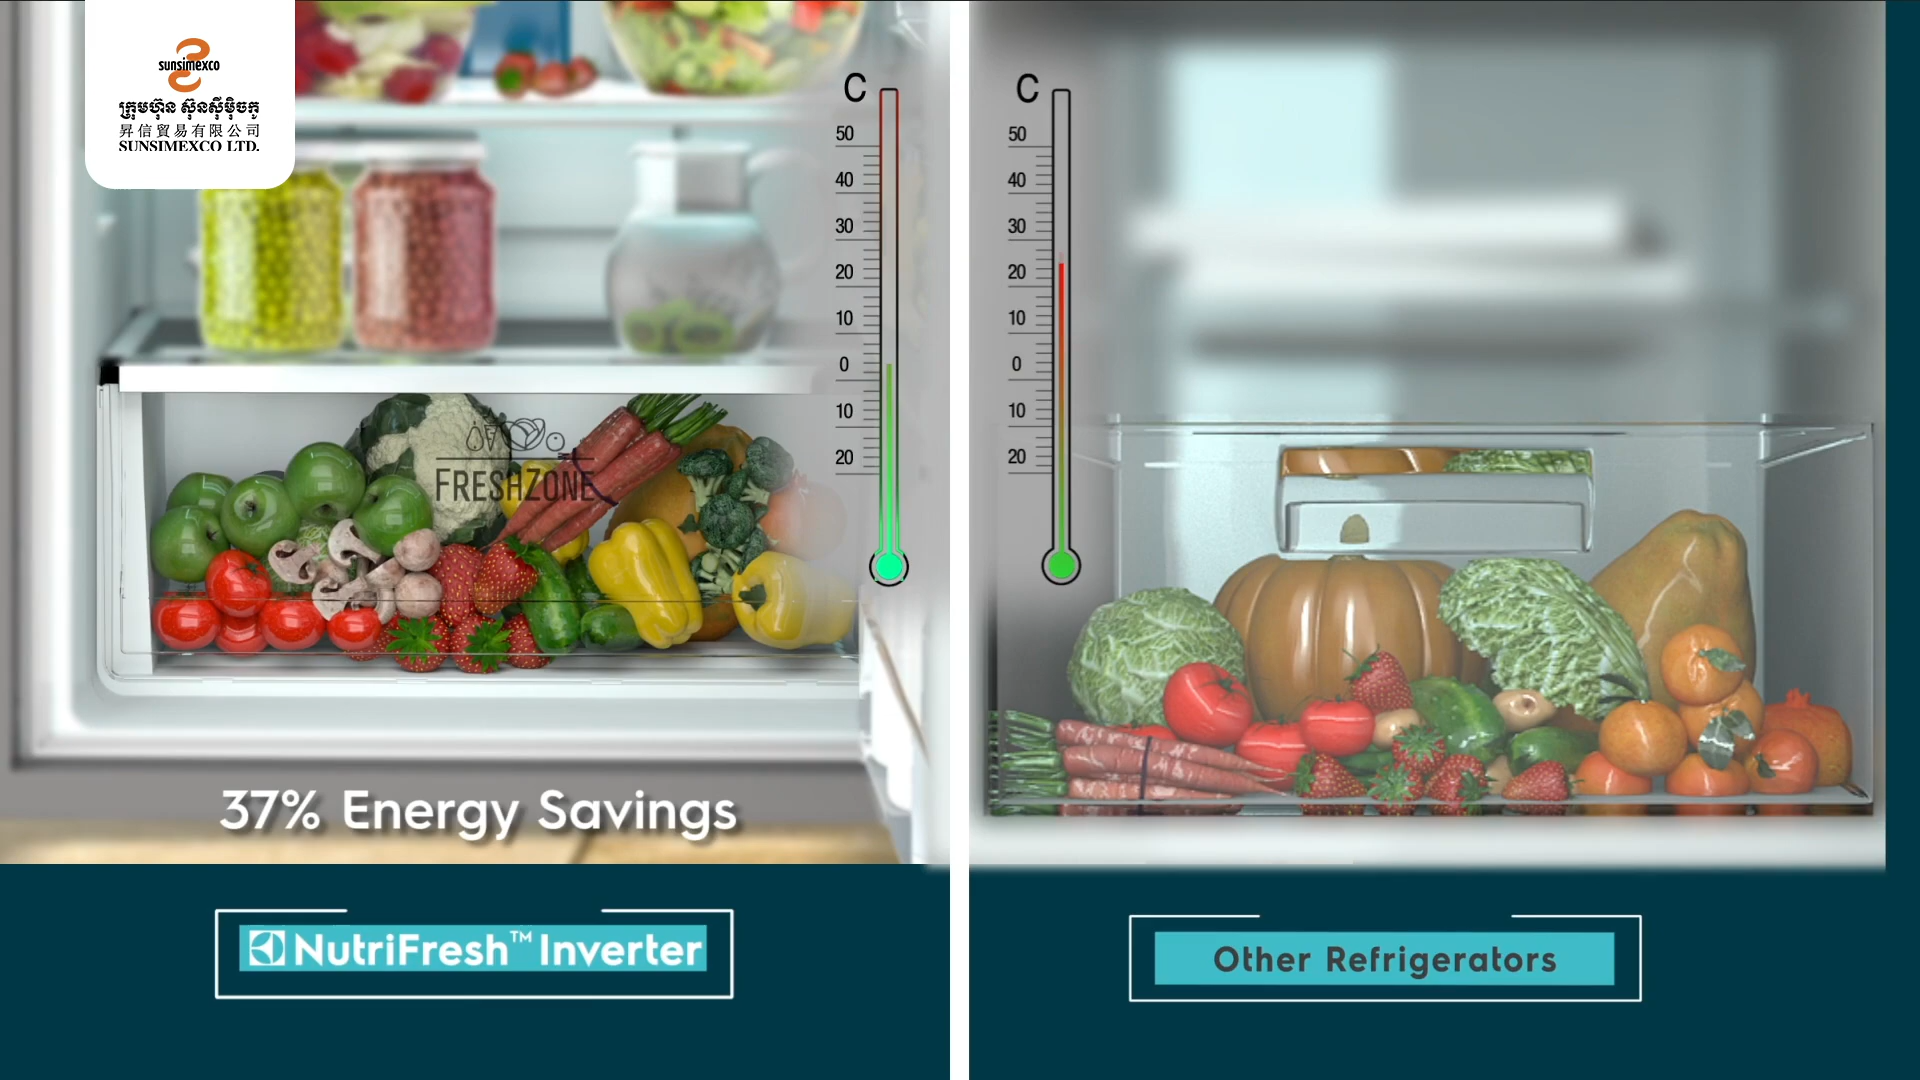 sunsimexco
ក្រុមហ៊ុន ស៊ុនស៊ីម៉ិចកូ
昇信貿易有限公司
SUNSIMEXCO LTD.
C
50
40
30
20
10
0
10
20
FRESHZONE
37% Energy Savings
NutriFresh™ Inverter
C
50
40
30
20
10
0
10
20
Other Refrigerators